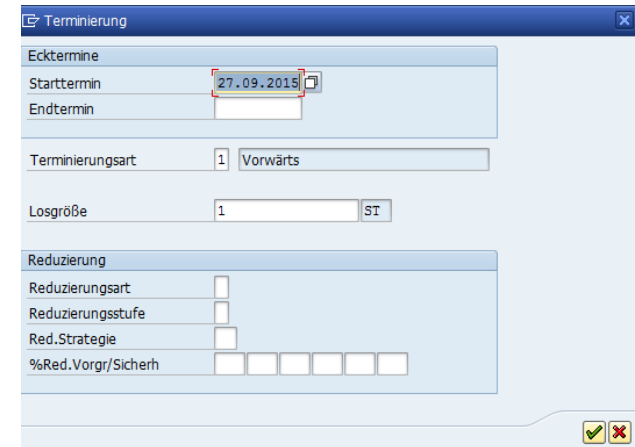 Terminierung
Ecktermine
Starttermin 27.09.2015
Endtermin
Terminierungsart 1 Vorwärts
Losgröße 1 ST
Reduzierung
Reduzierungsart
Reduzierungsstufe
Red.Strategie
%Red.Vorgr/Sicherh